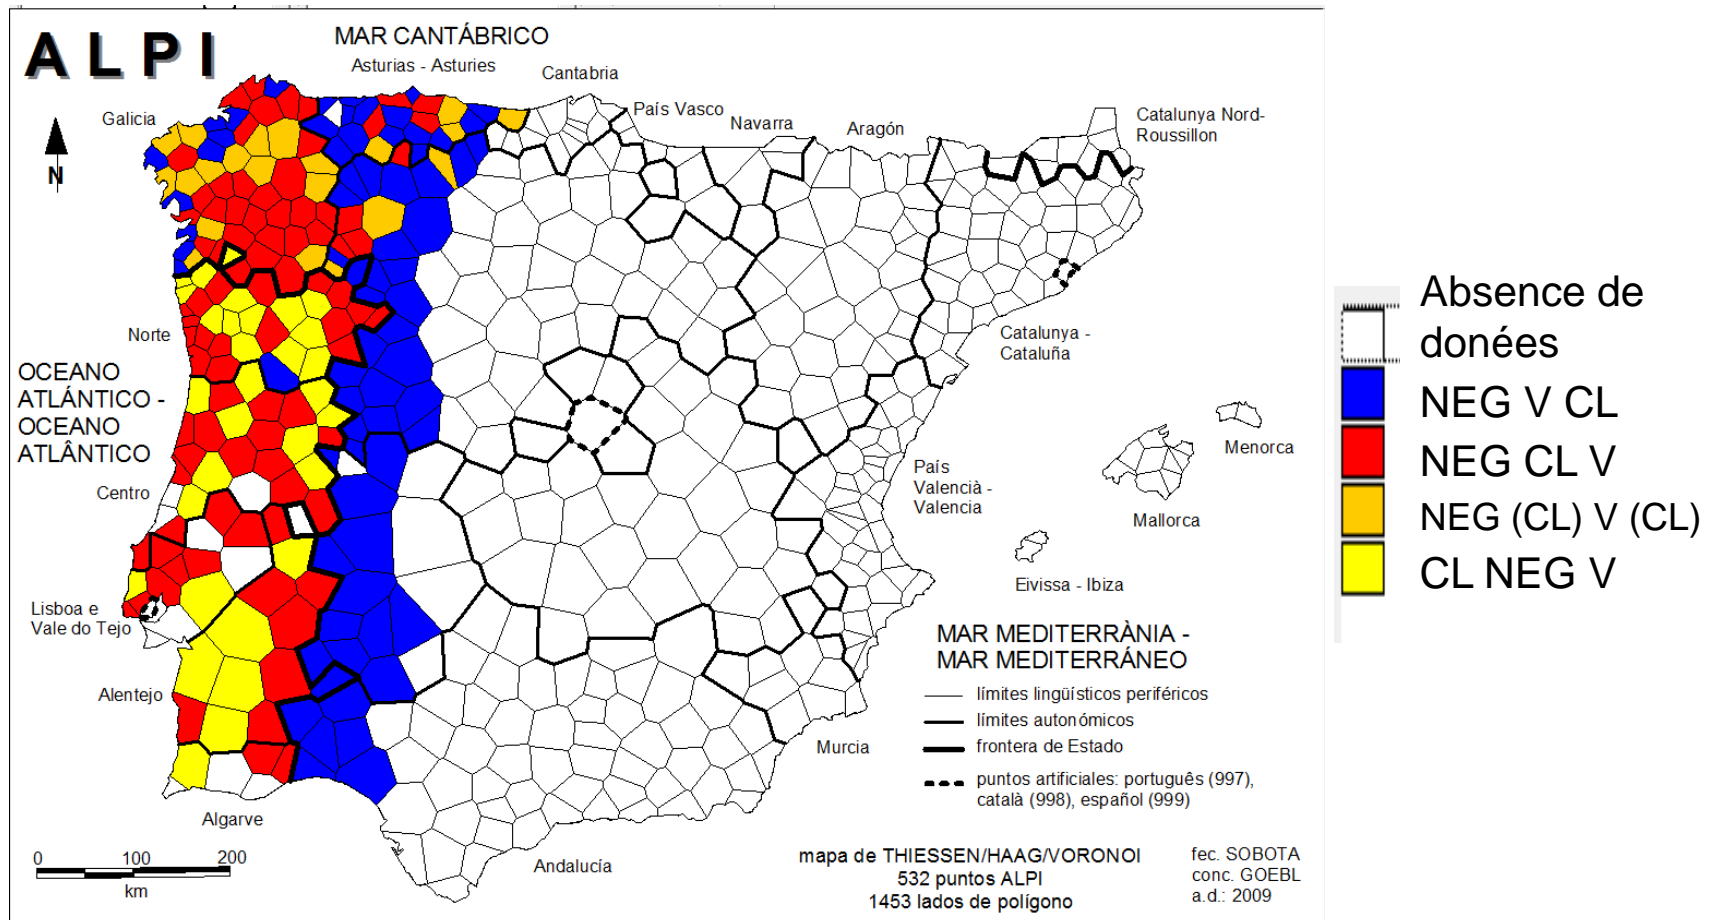 A L P I
MAR CANTÁBRICO
Asturias - Asturies
Cantabria
País Vasco
Navarra
Aragón
Catalunya Nord-
Roussillon
Galicia
N
Norte
OCEANO
ATLÁNTICO -
OCEANO
ATLÂNTICO
Centro
Lisboa e
Vale do Tejo
Alentejo
Algarve
Andalucía
Murcia
País
Valencià -
Valencia
Catalunya -
Cataluña
Menorca
Mallorca
Eivissa - Ibiza
MAR MEDITERRÀNIA -
MAR MEDITERRÁNEO
límites lingüísticos periféricos
límites autonómicos
frontera de Estado
puntos artificiales: português (997),
català (998), español (999)
0 100 200
km
mapa de THIESSEN/HAAG/VORONOI
532 puntos ALPI
1453 lados de polígono
fec. SOBOTA
conc. GOEBL
a.d.: 2009
Absence de
donées
NEG V CL
NEG CL V
NEG (CL) V (CL)
CL NEG V